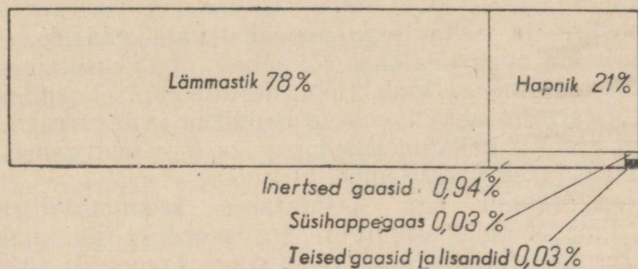 Lämmastik 78%
Hapnik 21%
Inertsed gaasid 0,94%
Süsihappegaas 0,03%
Teised gaasid ja lisandid 0,03%